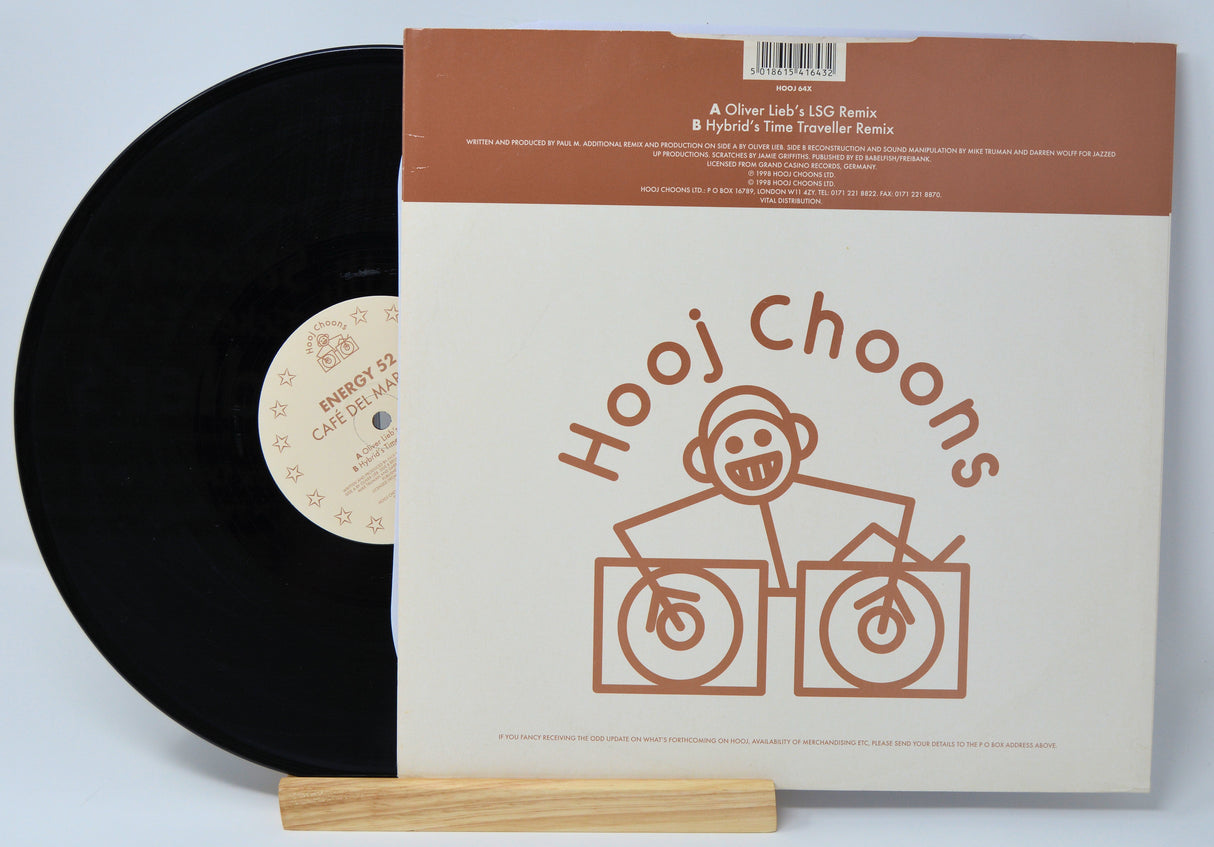 5 018615 416432
HOOJ 64X
A Oliver Lieb's LSG Remix
B Hybrid's Time Traveller Remix
WRITTEN AND PRODUCED BY PAUL M. ADDITIONAL REMIX AND PRODUCTION ON SIDE A BY OLIVER LIEB. SIDE B RECONSTRUCTION AND SOUND MANIPULATION BY MIKE TRUMAN AND DARREN WOLFF FOR JAZZED
UP PRODUCTIONS. SCRATCHES BY JAMIE GRIFFITHS. PUBLISHED BY ED BABELFISH/FREIBANK.
LICENSED FROM GRAND CASINO RECORDS, GERMANY.
℗ 1998 HOOJ CHOONS LTD.
© 1998 HOOJ CHOONS LTD.
HOOJ CHOONS LTD.: P O BOX 16789, LONDON W11 4ZY. TEL: 0171 221 8822. FAX: 0171 221 8870.
VITAL DISTRIBUTION.
Hooj Choons
IF YOU FANCY RECEIVING THE ODD UPDATE ON WHAT'S FORTHCOMING ON HOOJ, AVAILABILITY OF MERCHANDISING ETC, PLEASE SEND YOUR DETAILS TO THE P O BOX ADDRESS ABOVE.
Hooj Choons
ENERGY 52
CAFÉ DEL MAR
A Oliver Lieb's
B Hybrid's Time